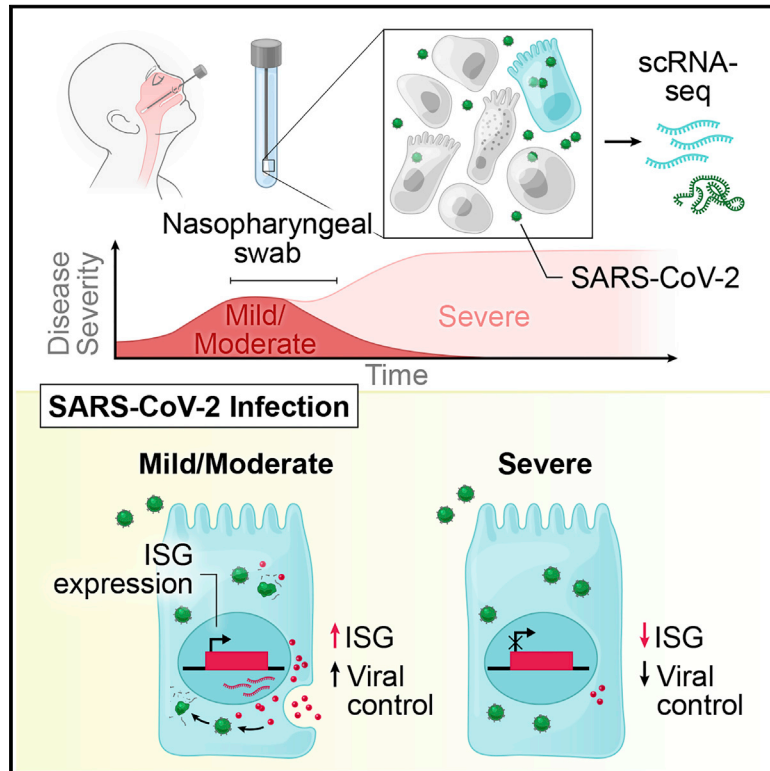 scRNA-
seq
Nasopharyngeal
swab
SARS-CoV-2
Disease
Severity
Mild/
Moderate
Severe
Time
SARS-CoV-2 Infection
Mild/Moderate
Severe
ISG
expression
↑ ISG
↑ Viral
control
↓ ISG
↓ Viral
control